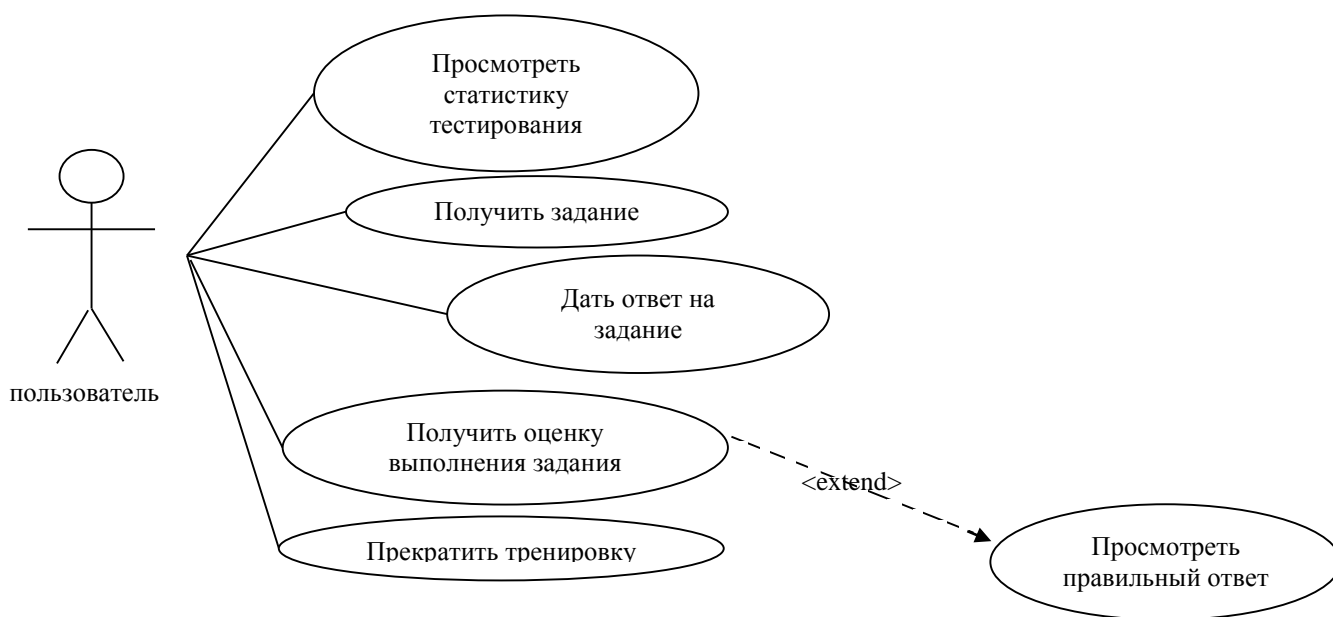 Просмотреть
статистику
тестирования
Получить задание
Дать ответ на
задание
пользователь
Получить оценку
выполнения задания
<extend>
Прекратить тренировку
Просмотреть
правильный ответ